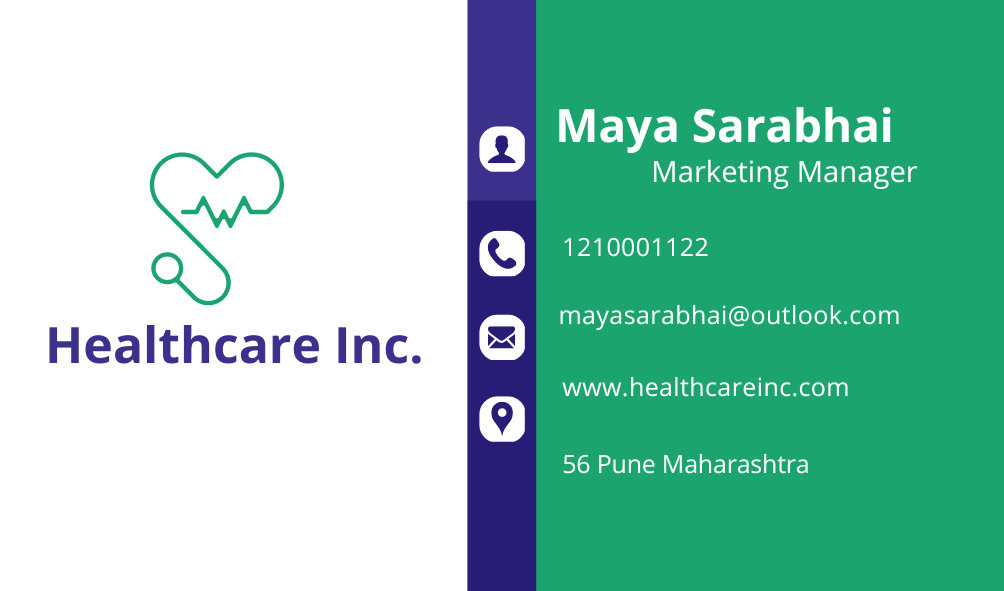 Healthcare Inc.
Maya Sarabhai
Marketing Manager
1210001122
mayasarabhai@outlook.com
www.healthcareinc.com
56 Pune Maharashtra